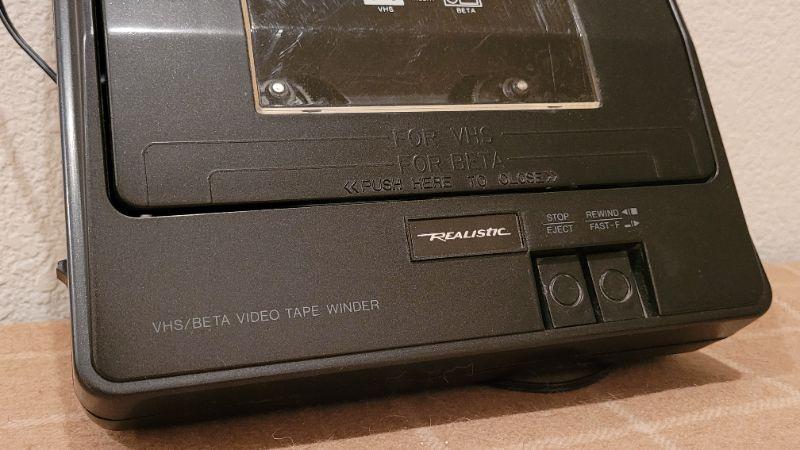 VHS
BETA
FOR VHS
FOR BETA
<<PUSH HERE TO CLOSE>>
REALISTIC
STOP
EJECT
REWIND
FAST-F
VHS/BETA VIDEO TAPE WINDER